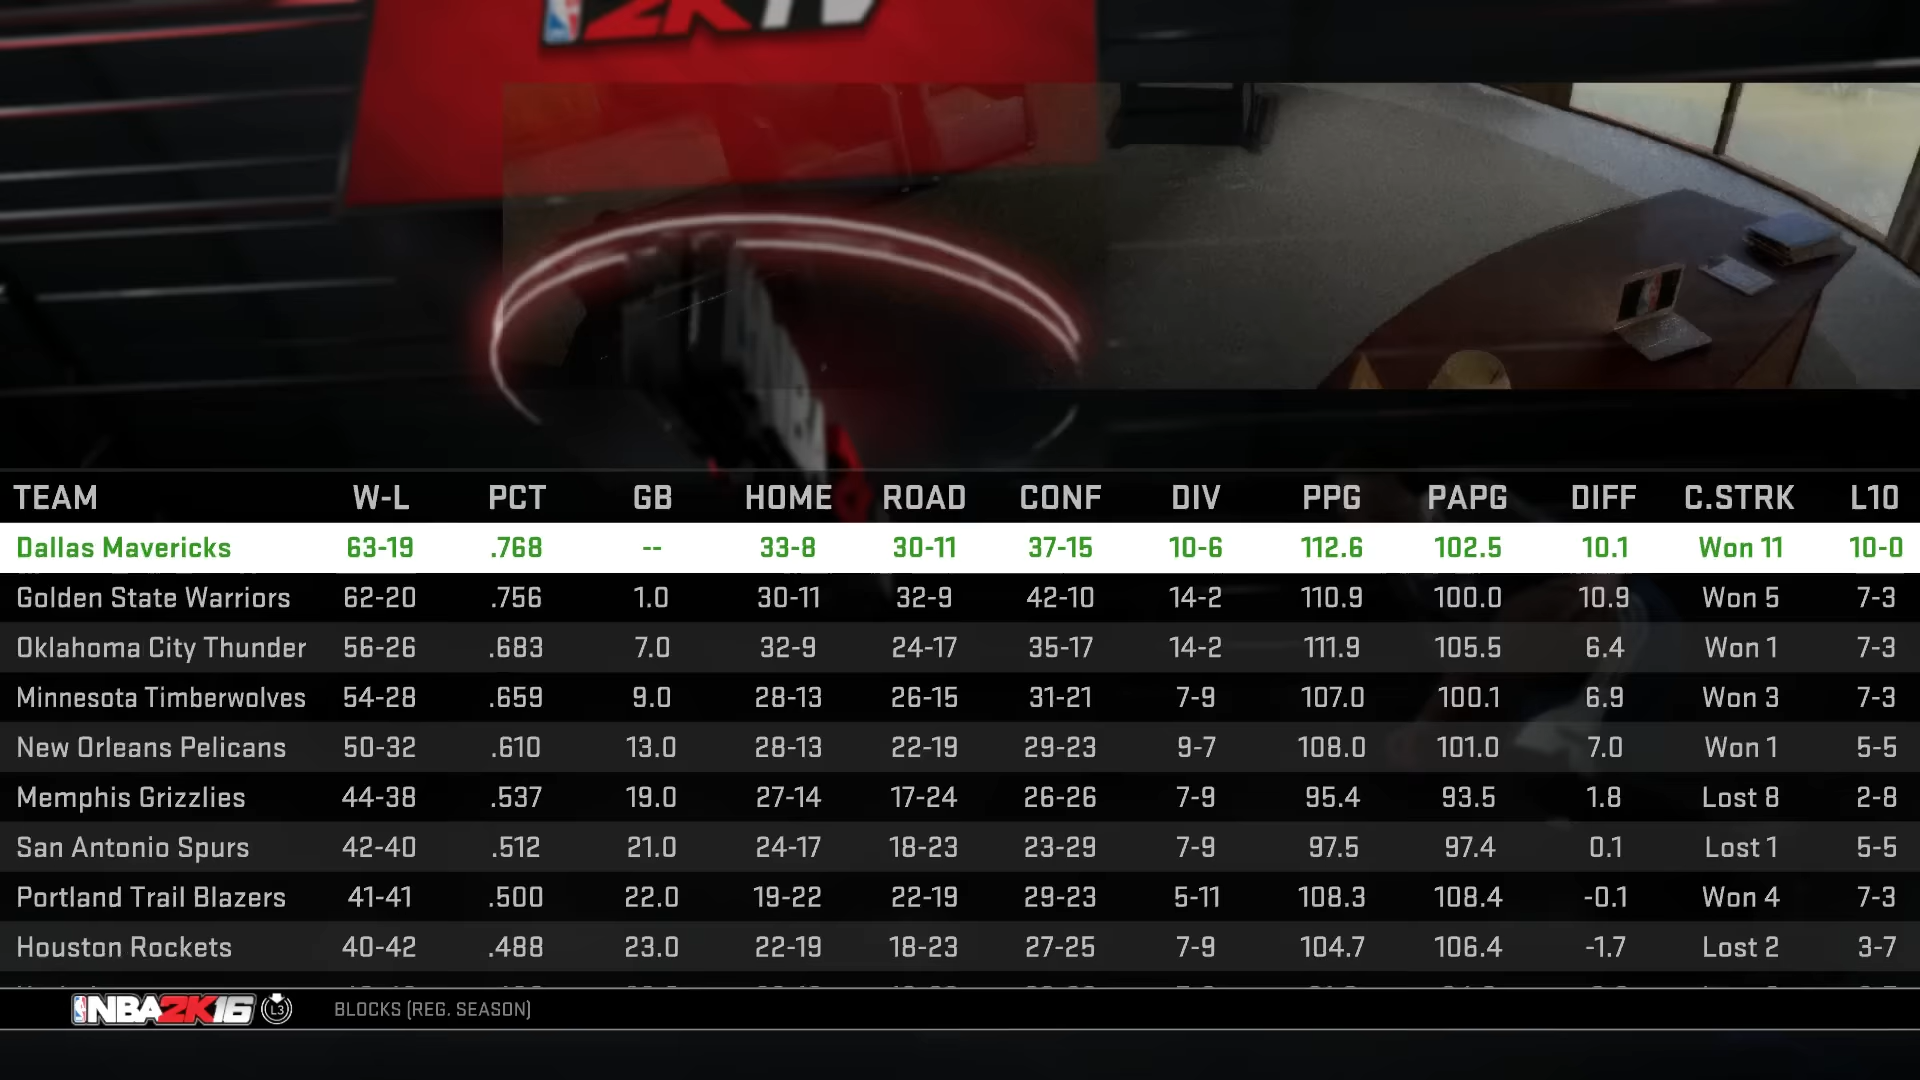 2KTV
TEAM W-L PCT GB HOME ROAD CONF DIV PPG PAPG DIFF C.STRK L10
Dallas Mavericks 63-19 .768 -- 33-8 30-11 37-15 10-6 112.6 102.5 10.1 Won 11 10-0
Golden State Warriors 62-20 .756 1.0 30-11 32-9 42-10 14-2 110.9 100.0 10.9 Won 5 7-3
Oklahoma City Thunder 56-26 .683 7.0 32-9 24-17 35-17 14-2 111.9 105.5 6.4 Won 1 7-3
Minnesota Timberwolves 54-28 .659 9.0 28-13 26-15 31-21 7-9 107.0 100.1 6.9 Won 3 7-3
New Orleans Pelicans 50-32 .610 13.0 28-13 22-19 29-23 9-7 108.0 101.0 7.0 Won 1 5-5
Memphis Grizzlies 44-38 .537 19.0 27-14 17-24 26-26 7-9 95.4 93.5 1.8 Lost 8 2-8
San Antonio Spurs 42-40 .512 21.0 24-17 18-23 23-29 7-9 97.5 97.4 0.1 Lost 1 5-5
Portland Trail Blazers 41-41 .500 22.0 19-22 22-19 29-23 5-11 108.3 108.4 -0.1 Won 4 7-3
Houston Rockets 40-42 .488 23.0 22-19 18-23 27-25 7-9 104.7 106.4 -1.7 Lost 2 3-7
NBA2K16 L3 BLOCKS (REG. SEASON)